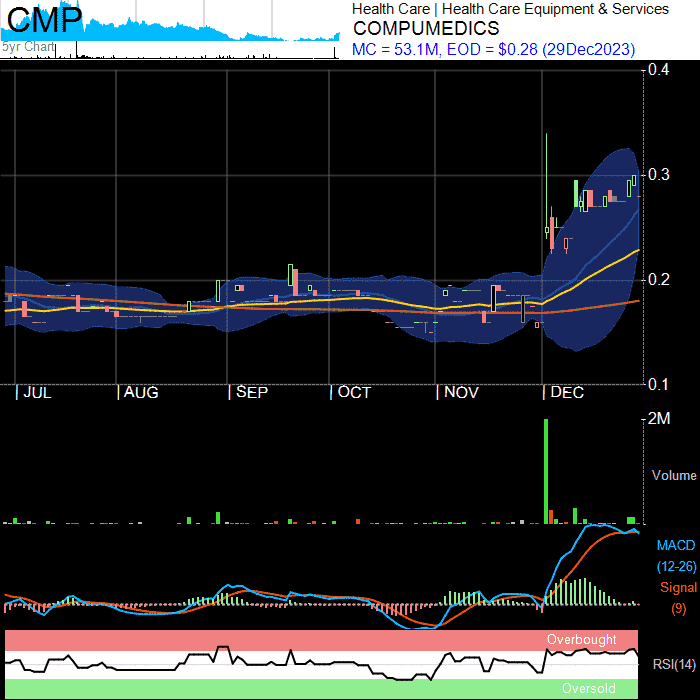 CMP
5yr Chart
Health Care | Health Care Equipment & Services
COMPUMEDICS
MC = 53.1M, EOD = $0.28 (29Dec2023)
0.4
0.3
0.2
0.1
JUL
AUG
SEP
OCT
NOV
DEC
2M
Volume
MACD
(12-26)
Signal
(9)
Overbought
RSI(14)
Oversold